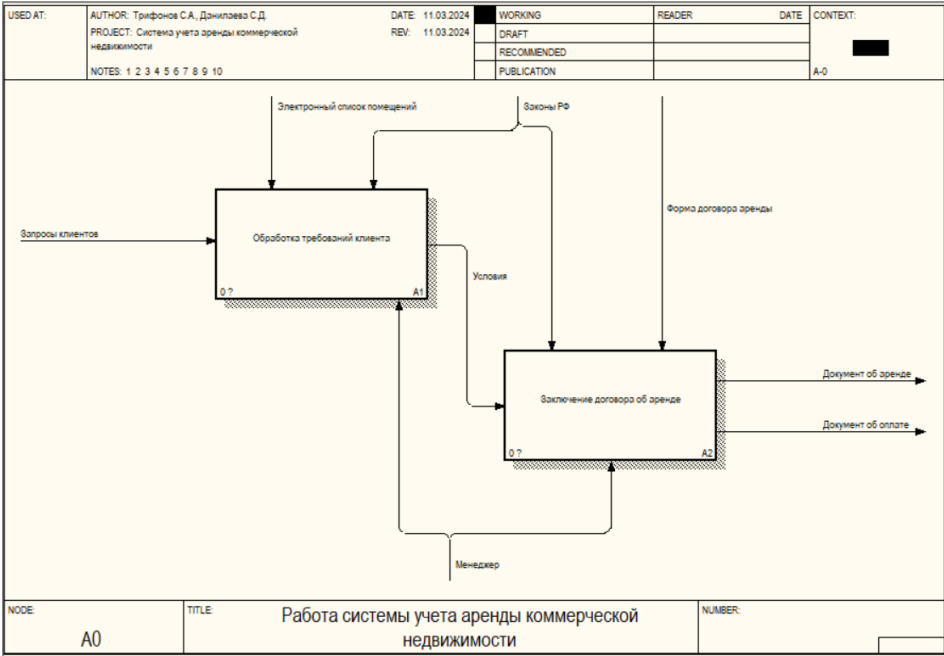 USED AT:
AUTHOR: Трифонов С.А., Данилаева С.Д.
DATE: 11.03.2024
PROJECT: Система учета аренды коммерческой
недвижимости
REV: 11.03.2024
NOTES: 1 2 3 4 5 6 7 8 9 10
WORKING
DRAFT
RECOMMENDED
PUBLICATION
READER DATE
CONTEXT:
A-0
Электронный список помещений
Законы РФ
Форма договора аренды
Запросы клиентов
Обработка требований клиента
0 ? A1
Условия
Заключение договора об аренде
0 ? A2
Документ об аренде
Документ об оплате
Менеджер
NODE:
A0
TITLE:
Работа системы учета аренды коммерческой
недвижимости
NUMBER: